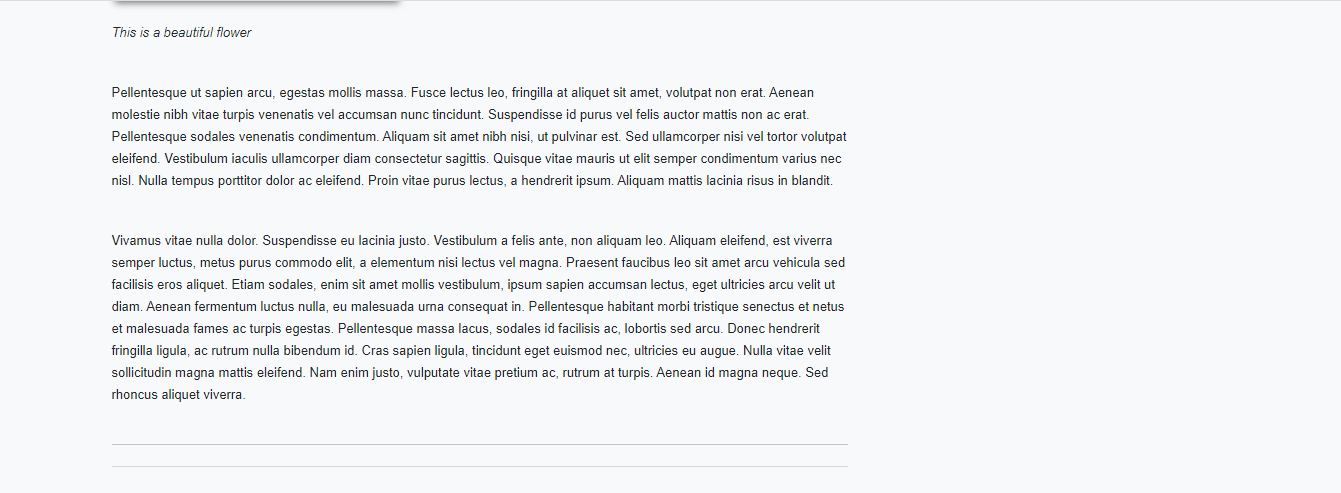 This is a beautiful flower
Pellentesque ut sapien arcu, egestas mollis massa. Fusce lectus leo, fringilla at aliquet sit amet, volutpat non erat. Aenean
molestie nibh vitae turpis venenatis vel accumsan nunc tincidunt. Suspendisse id purus vel felis auctor mattis non ac erat.
Pellentesque sodales venenatis condimentum. Aliquam sit amet nibh nisi, ut pulvinar est. Sed ullamcorper nisi vel tortor volutpat
eleifend. Vestibulum iaculis ullamcorper diam consectetur sagittis. Quisque vitae mauris ut elit semper condimentum varius nec
nisl. Nulla tempus porttitor dolor ac eleifend. Proin vitae purus lectus, a hendrerit ipsum. Aliquam mattis lacinia risus in blandit.
Vivamus vitae nulla dolor. Suspendisse eu lacinia justo. Vestibulum a felis ante, non aliquam leo. Aliquam eleifend, est viverra
semper luctus, metus purus commodo elit, a elementum nisi lectus vel magna. Praesent faucibus leo sit amet arcu vehicula sed
facilisis eros aliquet. Etiam sodales, enim sit amet mollis vestibulum, ipsum sapien accumsan lectus, eget ultricies arcu velit ut
diam. Aenean fermentum luctus nulla, eu malesuada urna consequat in. Pellentesque habitant morbi tristique senectus et netus
et malesuada fames ac turpis egestas. Pellentesque massa lacus, sodales id facilisis ac, lobortis sed arcu. Donec hendrerit
fringilla ligula, ac rutrum nulla bibendum id. Cras sapien ligula, tincidunt eget euismod nec, ultricies eu augue. Nulla vitae velit
sollicitudin magna mattis eleifend. Nam enim justo, vulputate vitae pretium ac, rutrum at turpis. Aenean id magna neque. Sed
rhoncus aliquet viverra.